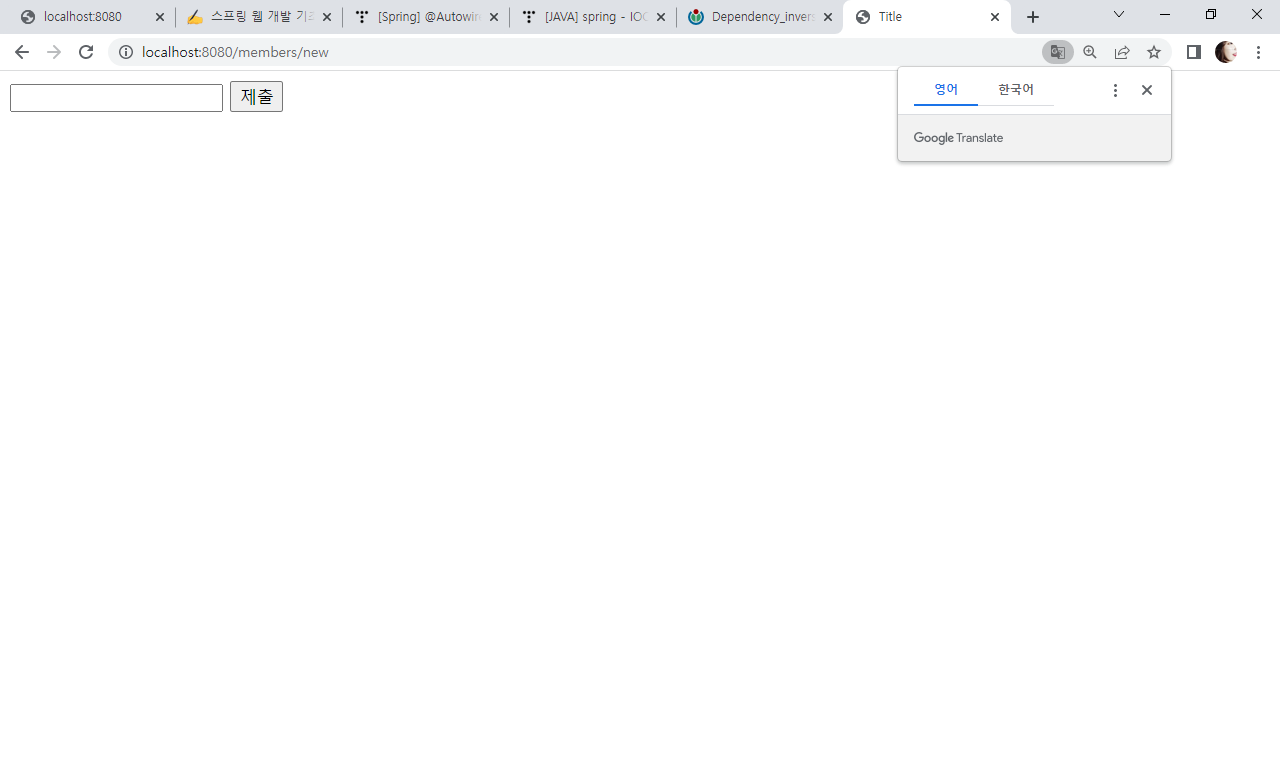 localhost:8080
스프링 웹 개발 기초
[Spring] @Autowir
[JAVA] spring - IOC
Dependency_invers
Title
localhost:8080/members/new
제출
영어 한국어
Google Translate